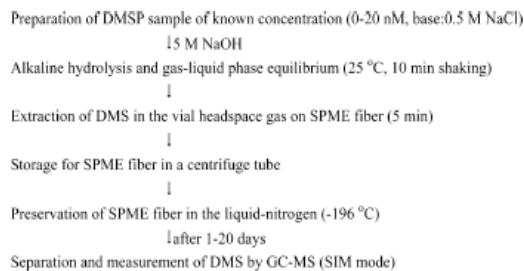 Preparation of DMSP sample of known concentration (0-20 nM, base:0.5 M NaCl)
↓5 M NaOH
Alkaline hydrolysis and gas-liquid phase equilibrium (25 °C, 10 min shaking)
↓
Extraction of DMS in the vial headspace gas on SPME fiber (5 min)
↓
Storage for SPME fiber in a centrifuge tube
↓
Preservation of SPME fiber in the liquid-nitrogen (-196 °C)
↓after 1-20 days
Separation and measurement of DMS by GC-MS (SIM mode)